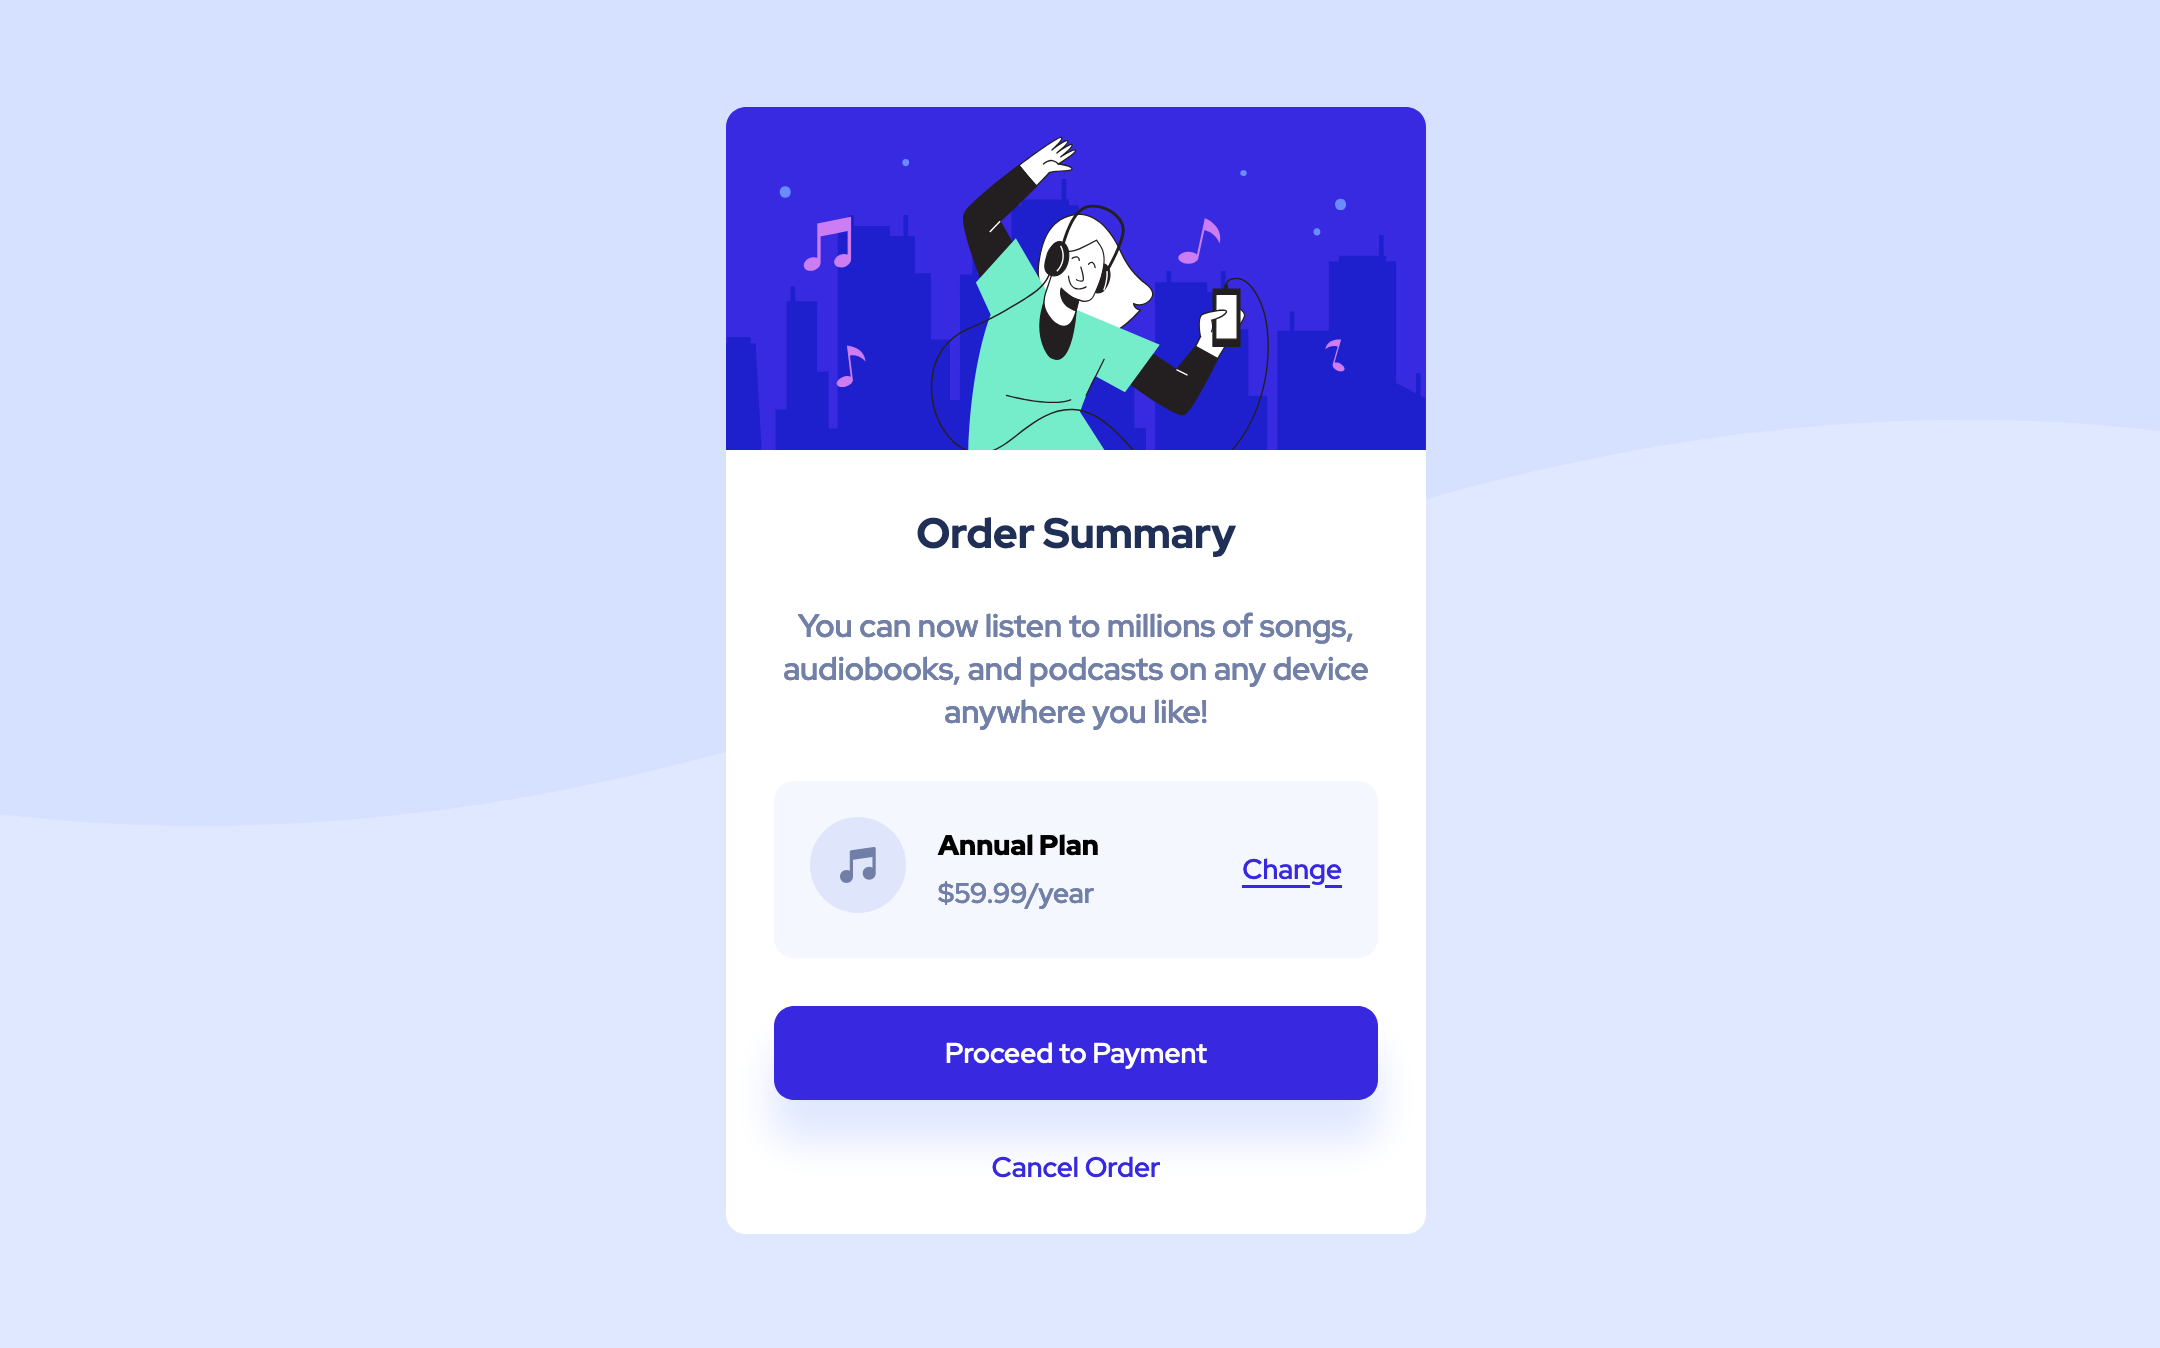 Order Summary
You can now listen to millions of songs,
audiobooks, and podcasts on any device
anywhere you like!
Annual Plan
$59.99/year
Change
Proceed to Payment
Cancel Order